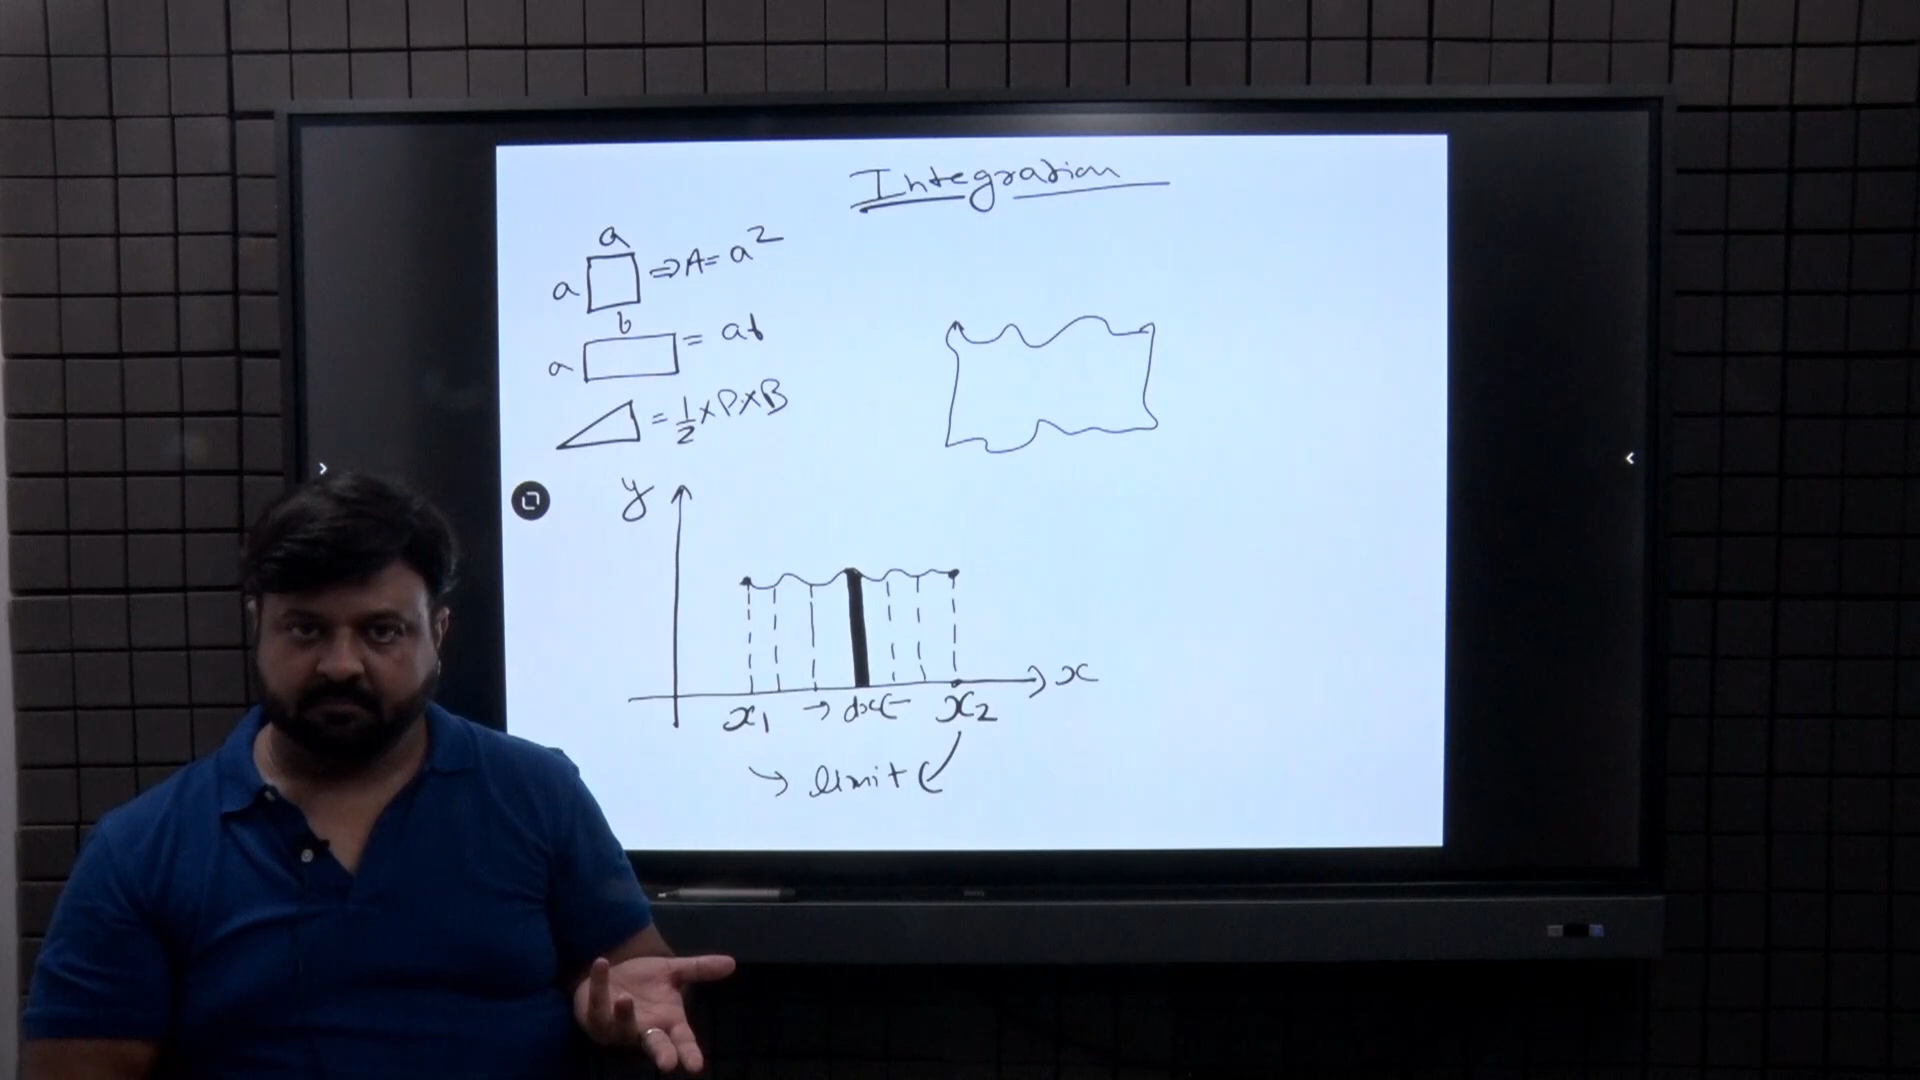 Integration
a
a ⇒ A = a²
b
a = ab
= 1/2 × P × B
y
x
x₁ → dx ← x₂
→ limit